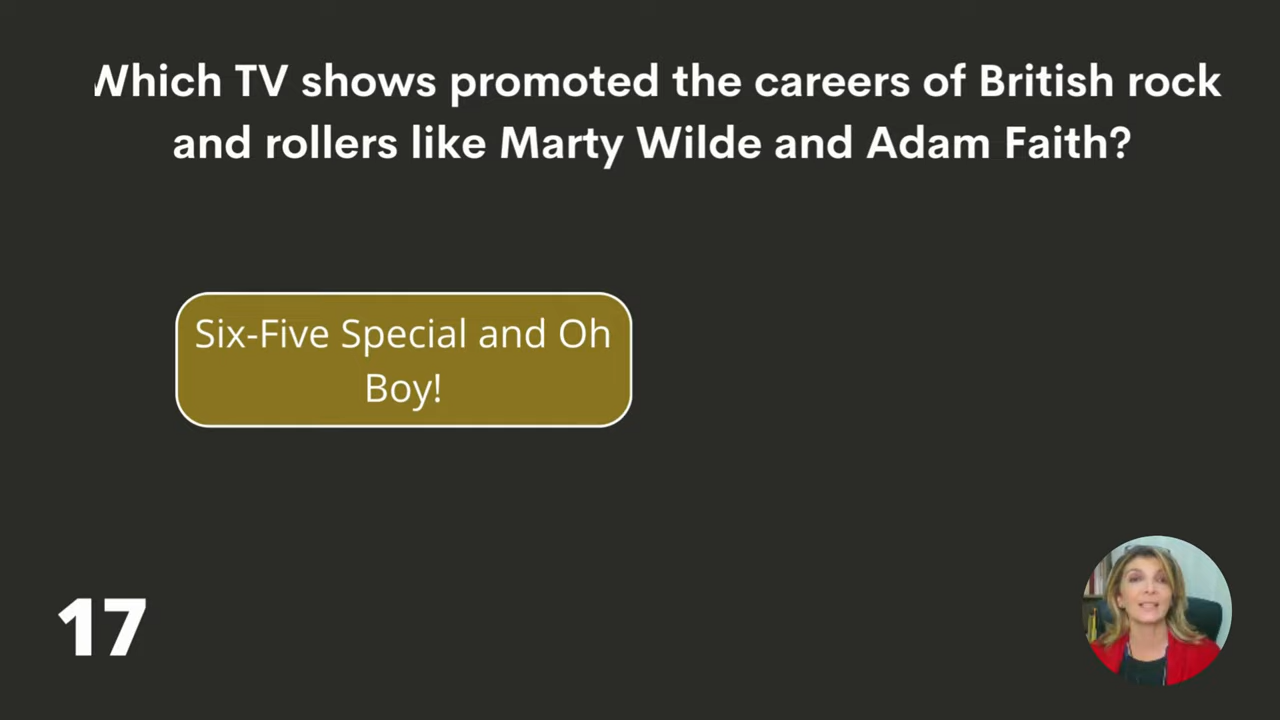 Which TV shows promoted the careers of British rock
and rollers like Marty Wilde and Adam Faith?
Six-Five Special and Oh
Boy!
17